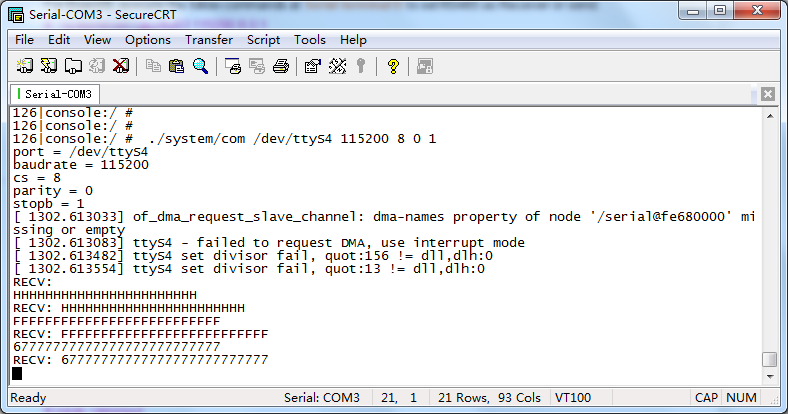 Serial-COM3 - SecureCRT
File Edit View Options Transfer Script Tools Help
Serial-COM3
126|console:/ #
126|console:/ #
126|console:/ #  ./system/com /dev/ttyS4 115200 8 0 1
port = /dev/ttyS4
baudrate = 115200
cs = 8
parity = 0
stopb = 1
[ 1302.613033] of_dma_request_slave_channel: dma-names property of node '/serial@fe680000' mi
ssing or empty
[ 1302.613083] ttyS4 - failed to request DMA, use interrupt mode
[ 1302.613482] ttyS4 set divisor fail, quot:156 != dll,dlh:0
[ 1302.613554] ttyS4 set divisor fail, quot:13 != dll,dlh:0
RECV:
HHHHHHHHHHHHHHHHHHHHHHH
RECV: HHHHHHHHHHHHHHHHHHHHHHH
FFFFFFFFFFFFFFFFFFFFFFFFFF
RECV: FFFFFFFFFFFFFFFFFFFFFFFFFF
67777777777777777777777777
RECV: 67777777777777777777777777
Ready Serial: COM3 21, 1 21 Rows, 93 Cols VT100 CAP NUM